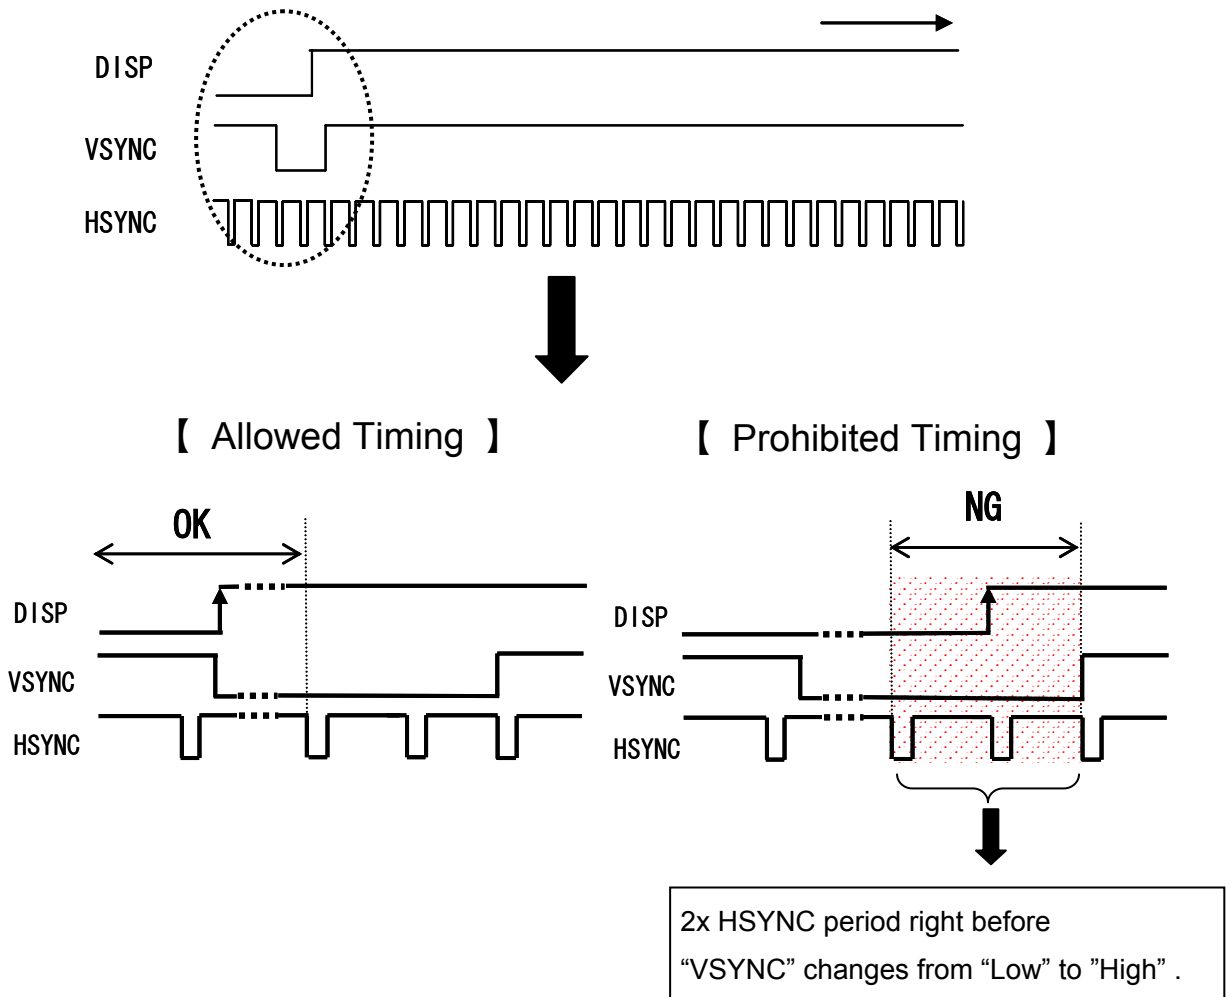 DISP
VSYNC
HSYNC
【 Allowed Timing 】
【 Prohibited Timing 】
OK
DISP
VSYNC
HSYNC
NG
DISP
VSYNC
HSYNC
2x HSYNC period right before
“VSYNC” changes from “Low” to ”High” .